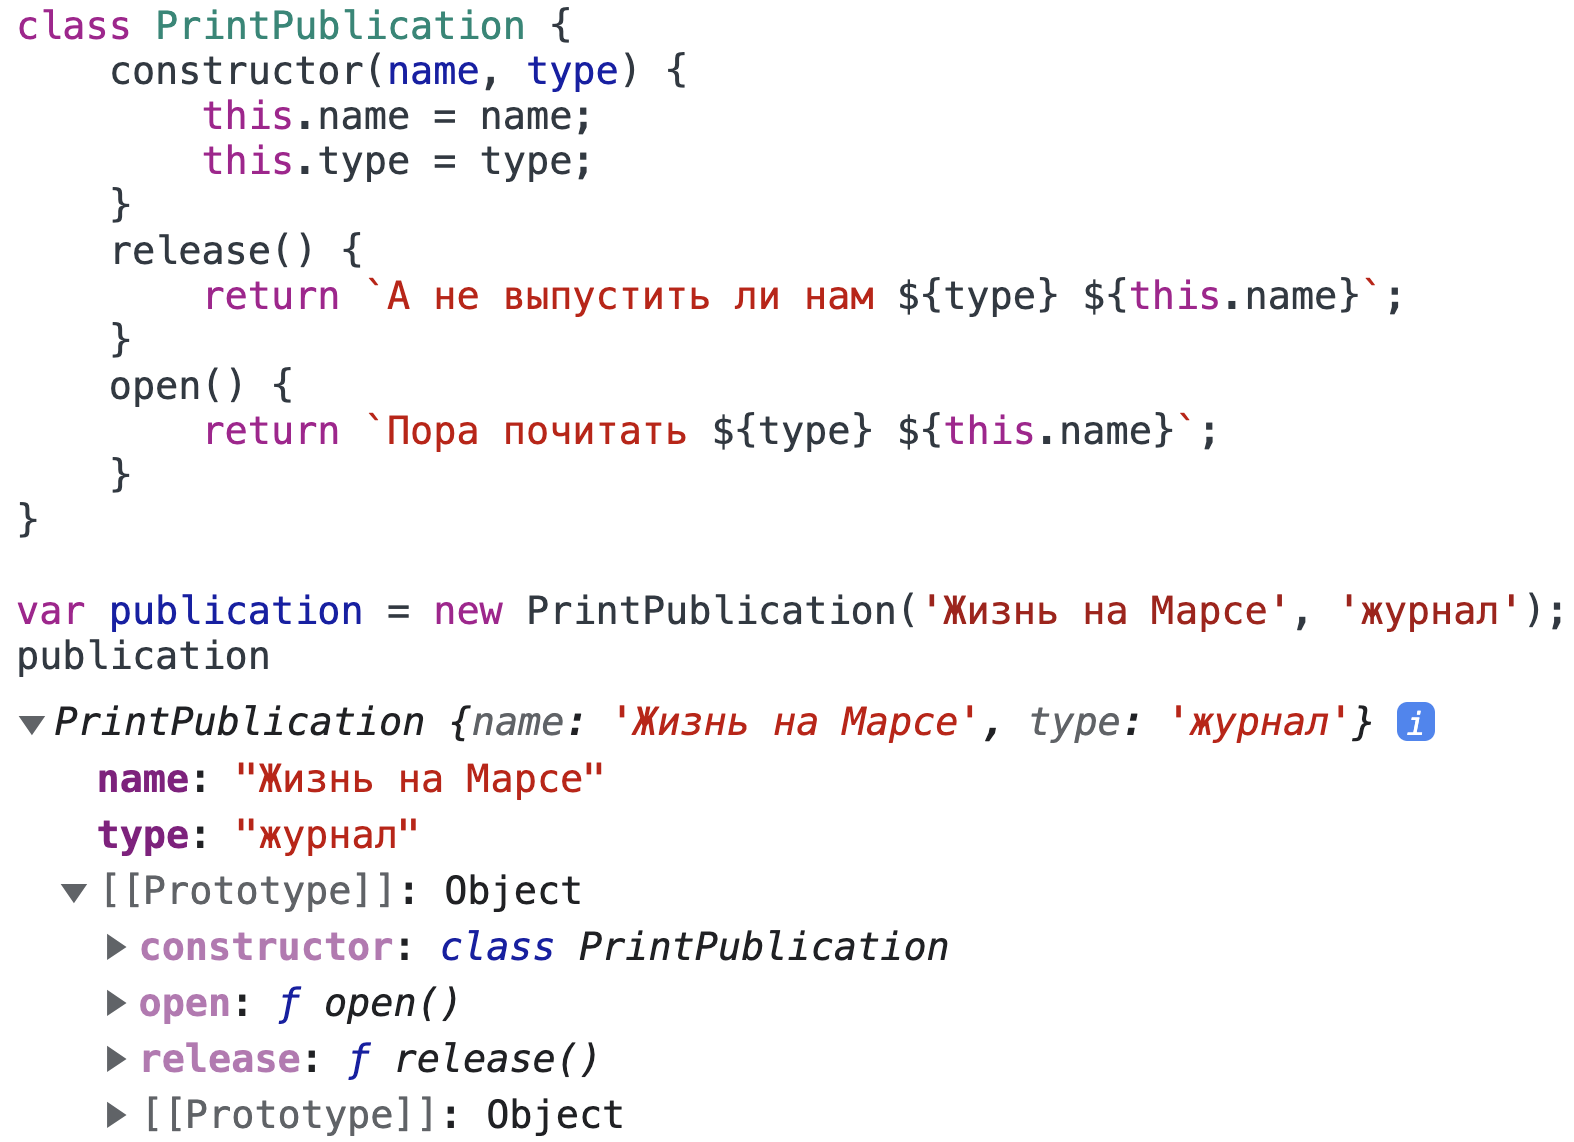 class PrintPublication {
    constructor(name, type) {
        this.name = name;
        this.type = type;
    }
    release() {
        return `А не выпустить ли нам ${type} ${this.name}`;
    }
    open() {
        return `Пора почитать ${type} ${this.name}`;
    }
}

var publication = new PrintPublication('Жизнь на Марсе', 'журнал');
publication
PrintPublication {name: 'Жизнь на Марсе', type: 'журнал'} i
name: "Жизнь на Марсе"
type: "журнал"
[[Prototype]]: Object
constructor: class PrintPublication
open: ƒ open()
release: ƒ release()
[[Prototype]]: Object